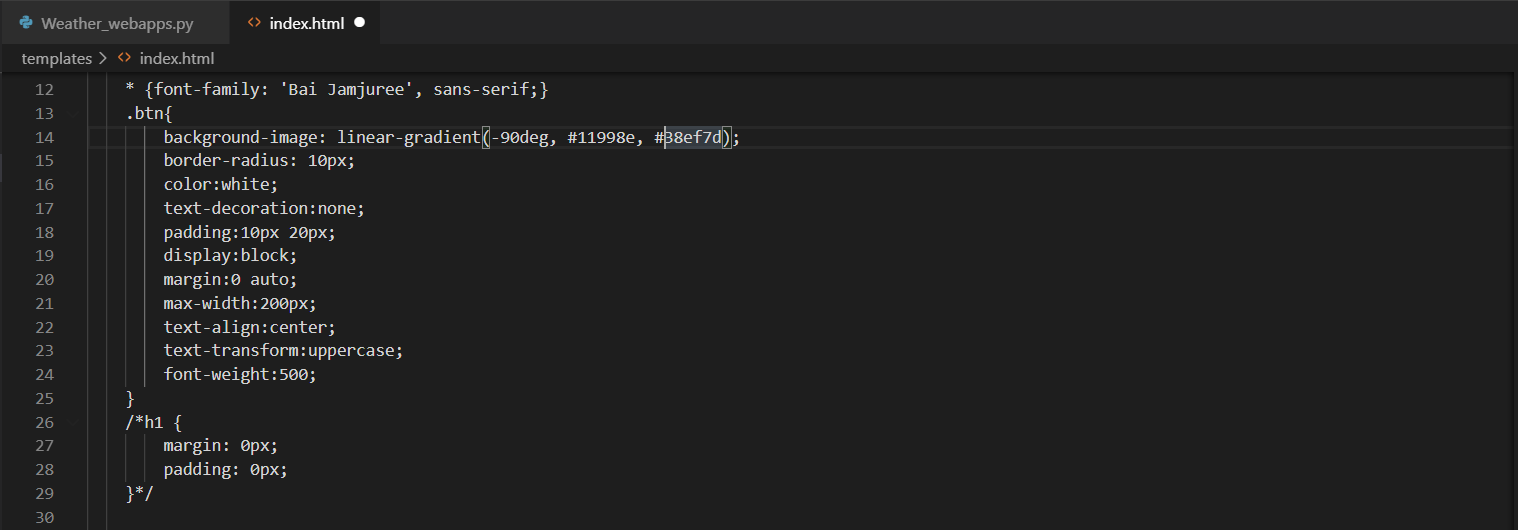 Weather_webapps.py index.html
templates > index.html
12 * {font-family: 'Bai Jamjuree', sans-serif;}
13 .btn{
14 background-image: linear-gradient(-90deg, #11998e, #38ef7d);
15 border-radius: 10px;
16 color:white;
17 text-decoration:none;
18 padding:10px 20px;
19 display:block;
20 margin:0 auto;
21 max-width:200px;
22 text-align:center;
23 text-transform:uppercase;
24 font-weight:500;
25 }
26 /*h1 {
27 margin: 0px;
28 padding: 0px;
29 }*/
30